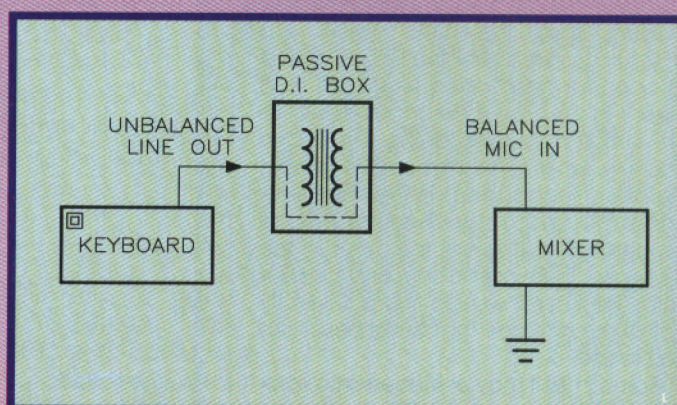 PASSIVE
D.I. BOX
UNBALANCED
LINE OUT
BALANCED
MIC IN
KEYBOARD
MIXER